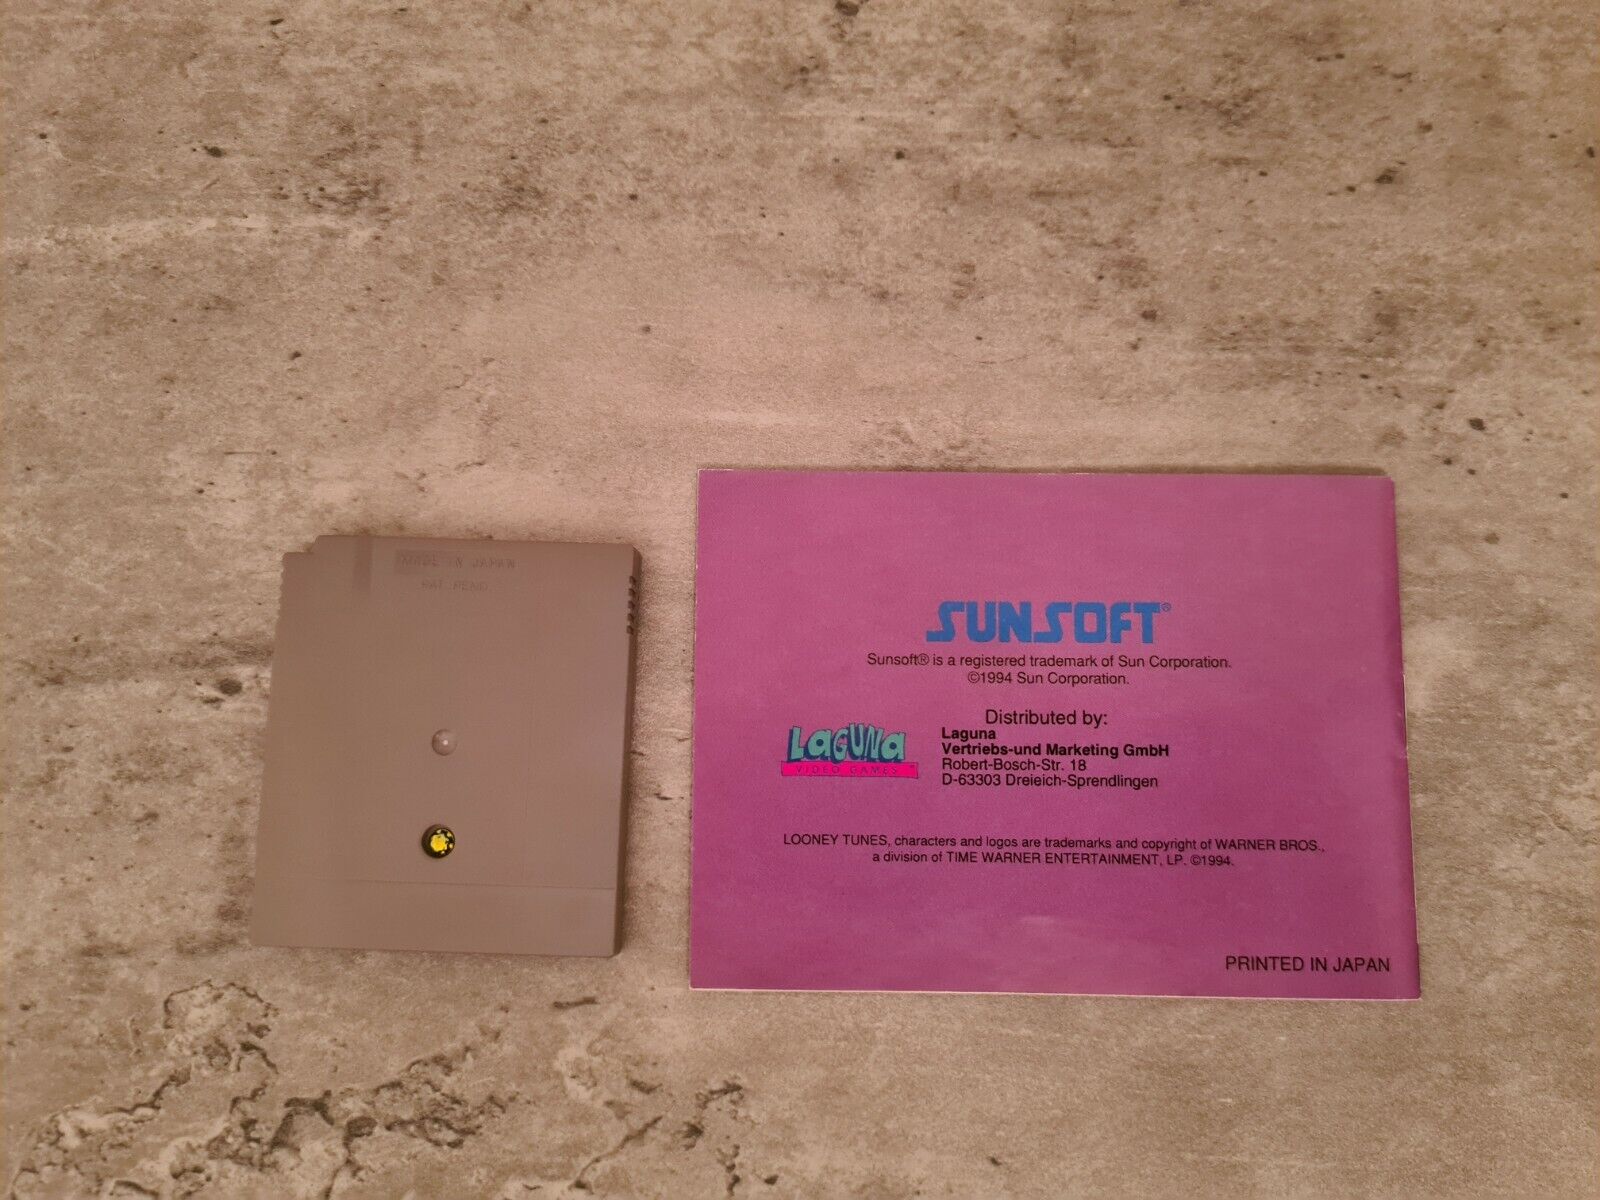 MADE IN JAPAN
PAT. PEND
SUNSOFT®
Sunsoft® is a registered trademark of Sun Corporation.
©1994 Sun Corporation.
Distributed by:
LAGUNA
VIDEO GAMES™
Laguna
Vertriebs-und Marketing GmbH
Robert-Bosch-Str. 18
D-63303 Dreieich-Sprendlingen
LOONEY TUNES, characters and logos are trademarks and copyright of WARNER BROS.,
a division of TIME WARNER ENTERTAINMENT, LP. ©1994.
PRINTED IN JAPAN